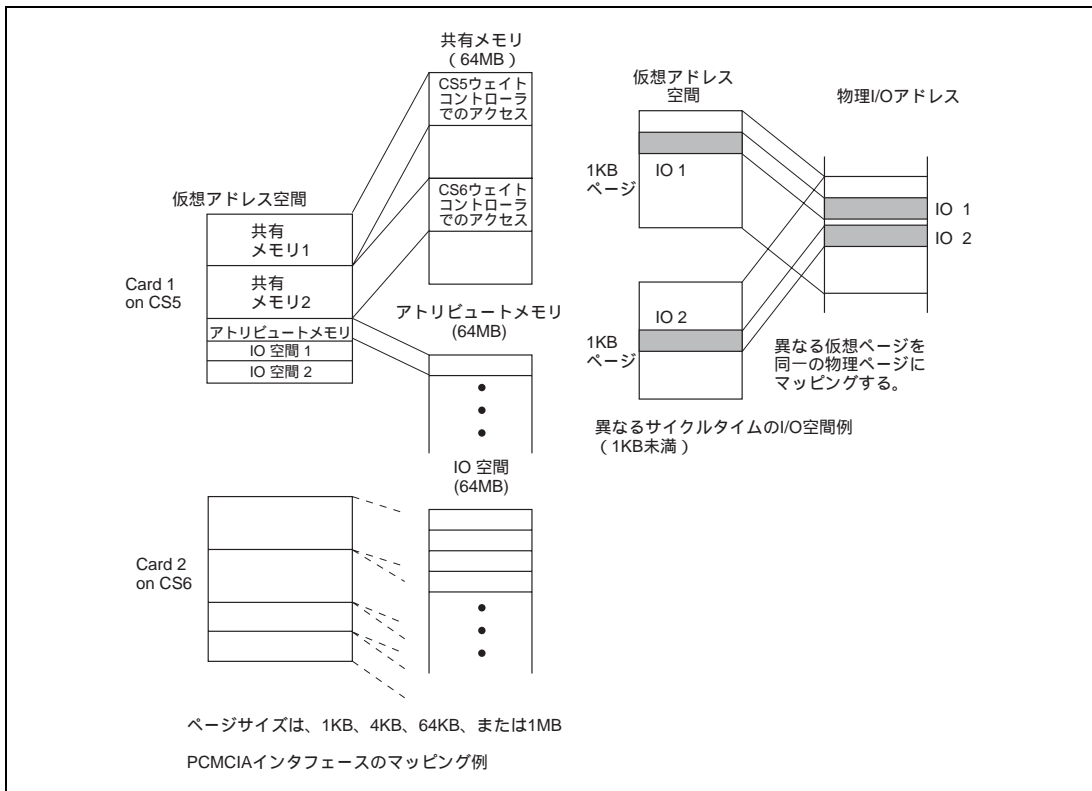 共有メモリ
（64MB）
CS5ウェイト
コントローラ
でのアクセス
CS6ウェイト
コントローラ
でのアクセス
仮想アドレス空間
共有
メモリ1
共有
メモリ2
アトリビュートメモリ
IO 空間 1
IO 空間 2
Card 1
on CS5
アトリビュートメモリ
(64MB)
IO 空間
(64MB)
Card 2
on CS6
仮想アドレス
空間
物理I/Oアドレス
1KB
ページ
IO 1
IO 1
IO 2
1KB
ページ
IO 2
異なる仮想ページを
同一の物理ページに
マッピングする。
異なるサイクルタイムのI/O空間例
（1KB未満）
ページサイズは、1KB、4KB、64KB、または1MB
PCMCIAインタフェースのマッピング例